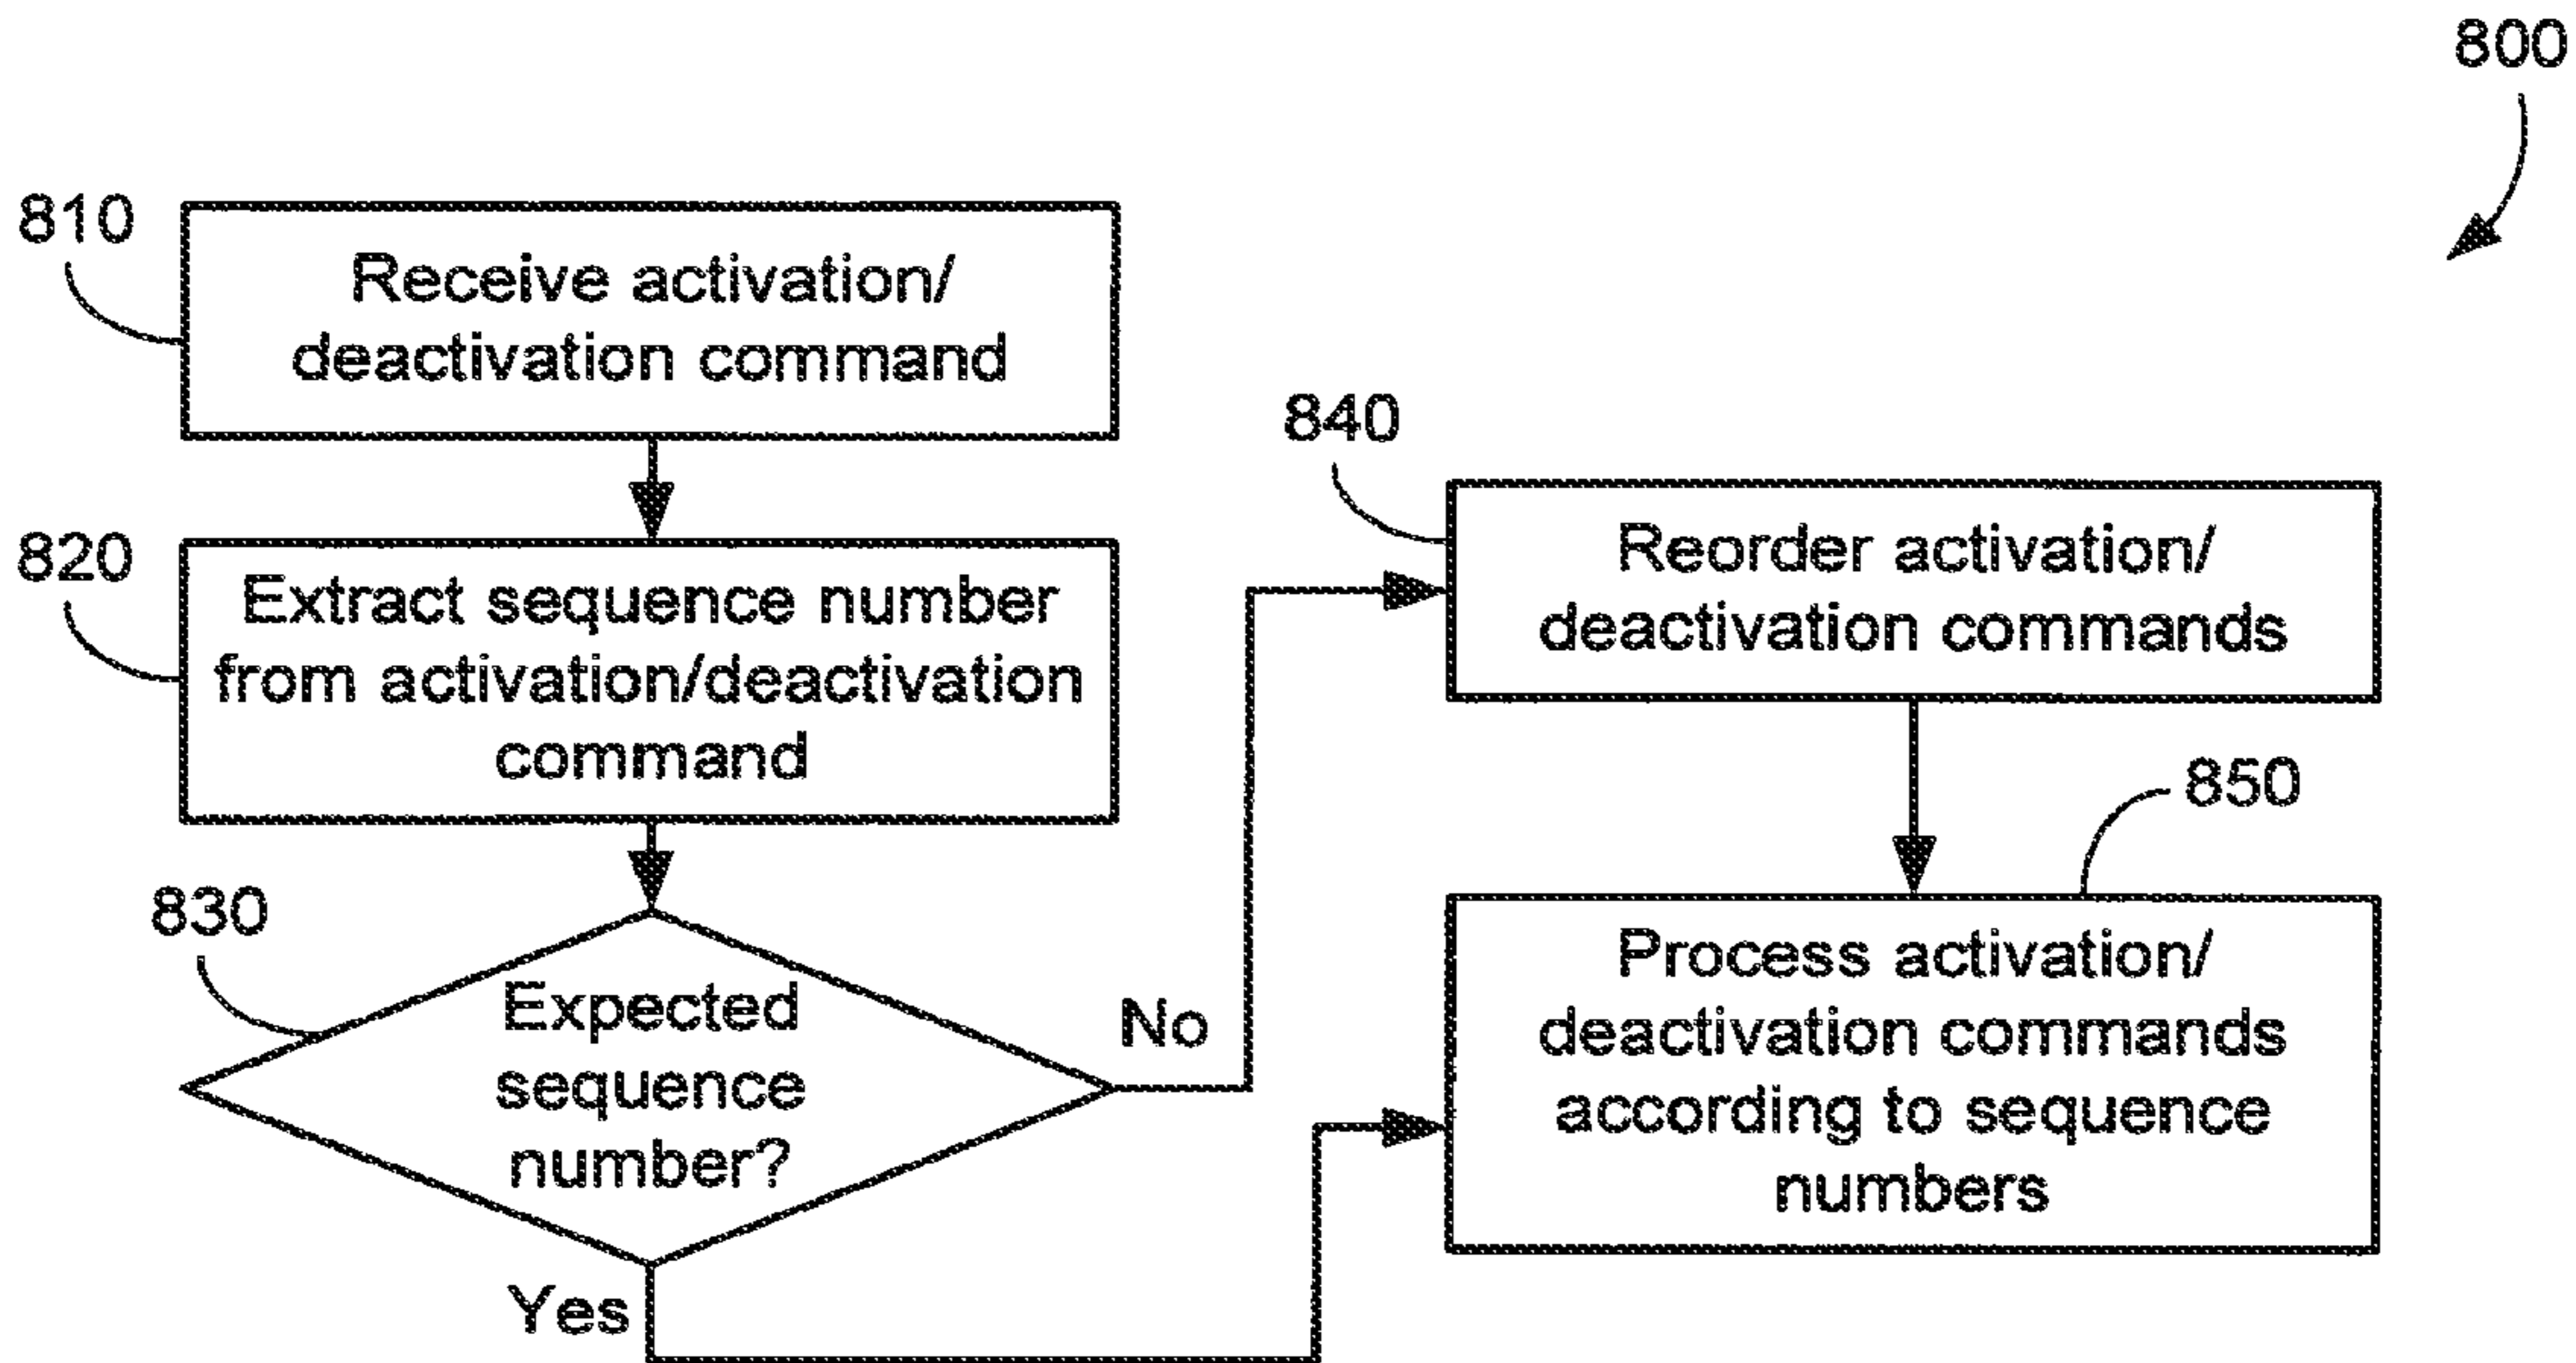 800
810
Receive activation/
deactivation command
820
Extract sequence number
from activation/deactivation
command
830
Expected
sequence
number?
No
Yes
840
Reorder activation/
deactivation commands
850
Process activation/
deactivation commands
according to sequence
numbers